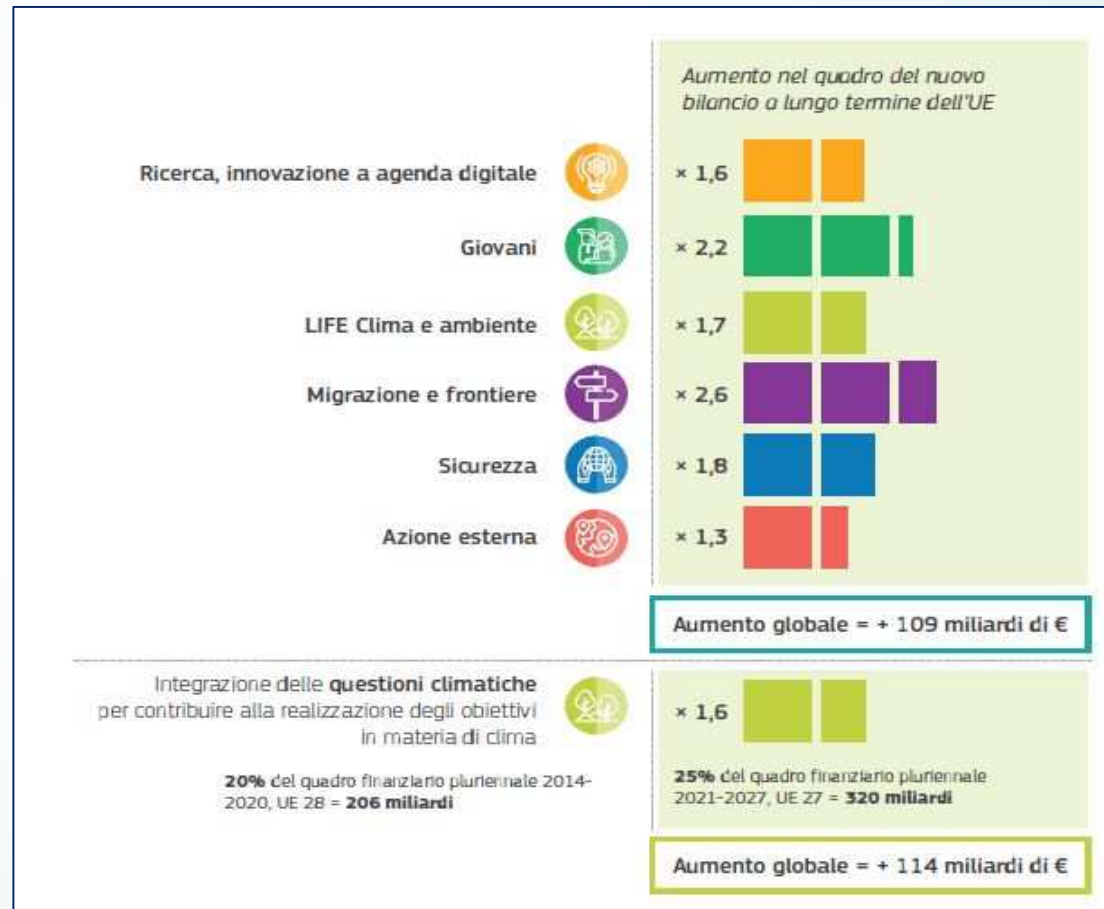 Aumento nel quadro del nuovo
bilancio a lungo termine dell'UE
Ricerca, innovazione a agenda digitale
× 1,6
Giovani
× 2,2
LIFE Clima e ambiente
× 1,7
Migrazione e frontiere
× 2,6
Sicurezza
× 1,8
Azione esterna
× 1,3
Aumento globale = + 109 miliardi di €
Integrazione delle questioni climatiche
per contribuire alla realizzazione degli obiettivi
in materia di clima
× 1,6
20% del quadro finanziario pluriennale 2014-
2020, UE 28 = 206 miliardi
25% del quadro finanziario pluriennale
2021-2027, UE 27 = 320 miliardi
Aumento globale = + 114 miliardi di €